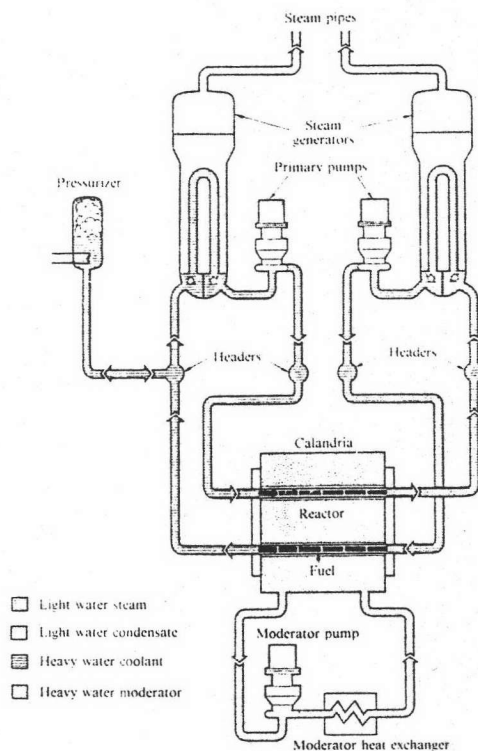 Steam pipes
Steam
generators
Primary pumps
Pressurizer
Headers
Headers
Calandria
Reactor
Fuel
Light water steam
Light water condensate
Heavy water coolant
Heavy water moderator
Moderator pump
Moderator heat exchanger